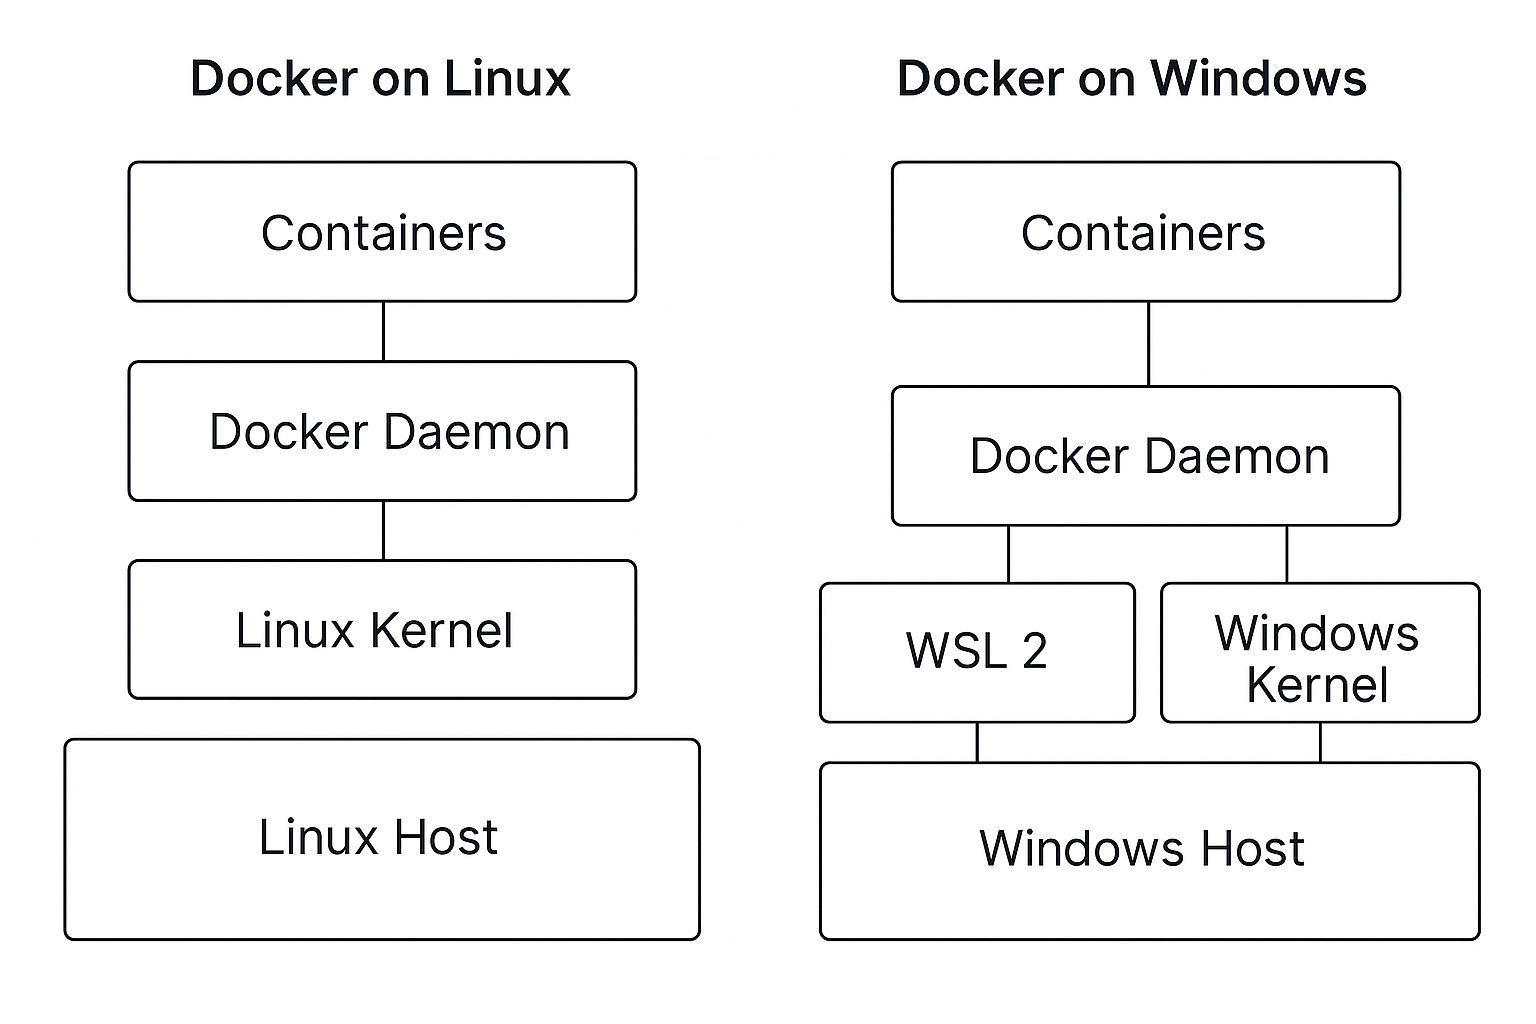 Docker on Linux
Containers
Docker Daemon
Linux Kernel
Linux Host
Docker on Windows
Containers
Docker Daemon
WSL 2
Windows
Kernel
Windows Host